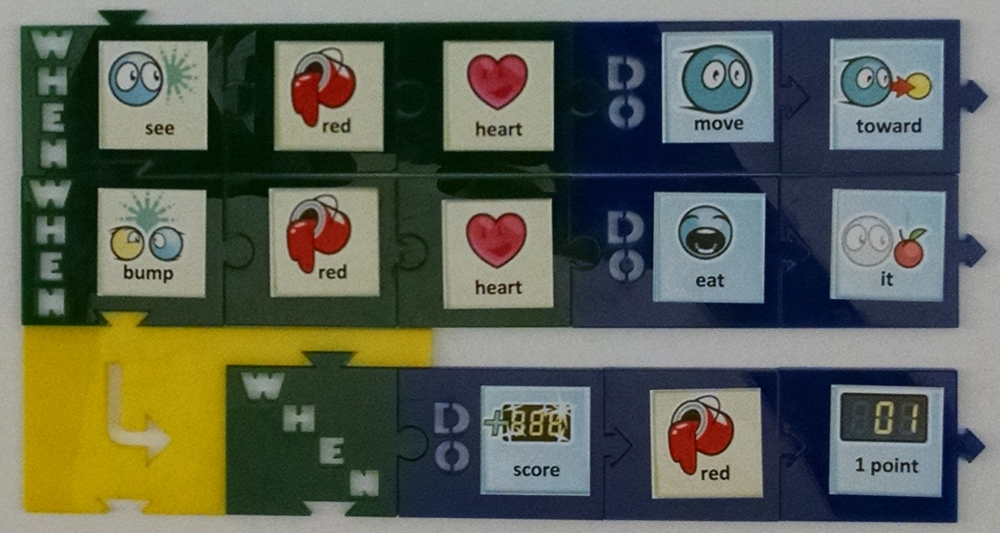 WHEN see red heart DO move toward
WHEN bump red heart DO eat it
WHEN DO +888 score red 01 1 point